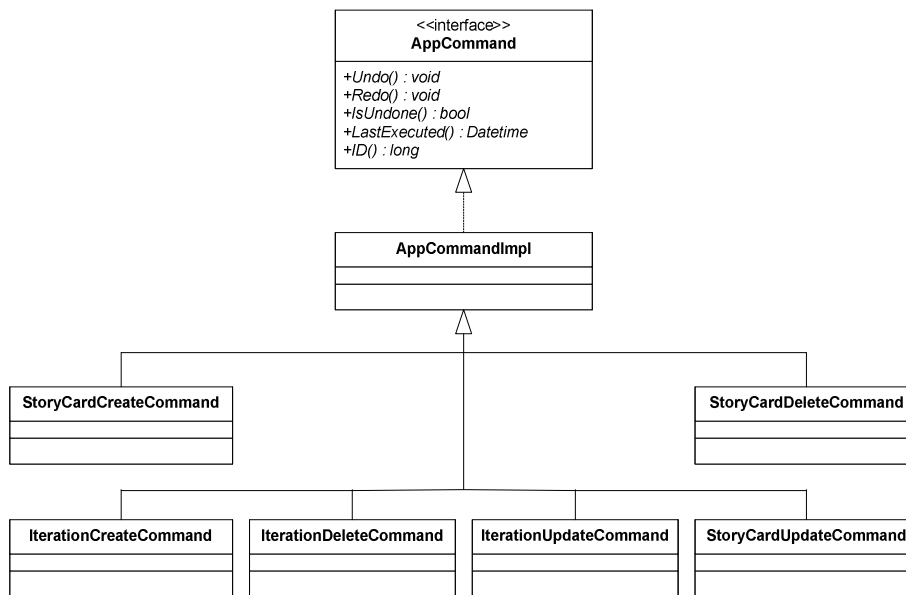 <<interface>>
AppCommand
+Undo() : void
+Redo() : void
+IsUndone() : bool
+LastExecuted() : Datetime
+ID() : long
AppCommandImpl
StoryCardCreateCommand
StoryCardDeleteCommand
IterationCreateCommand
IterationDeleteCommand
IterationUpdateCommand
StoryCardUpdateCommand